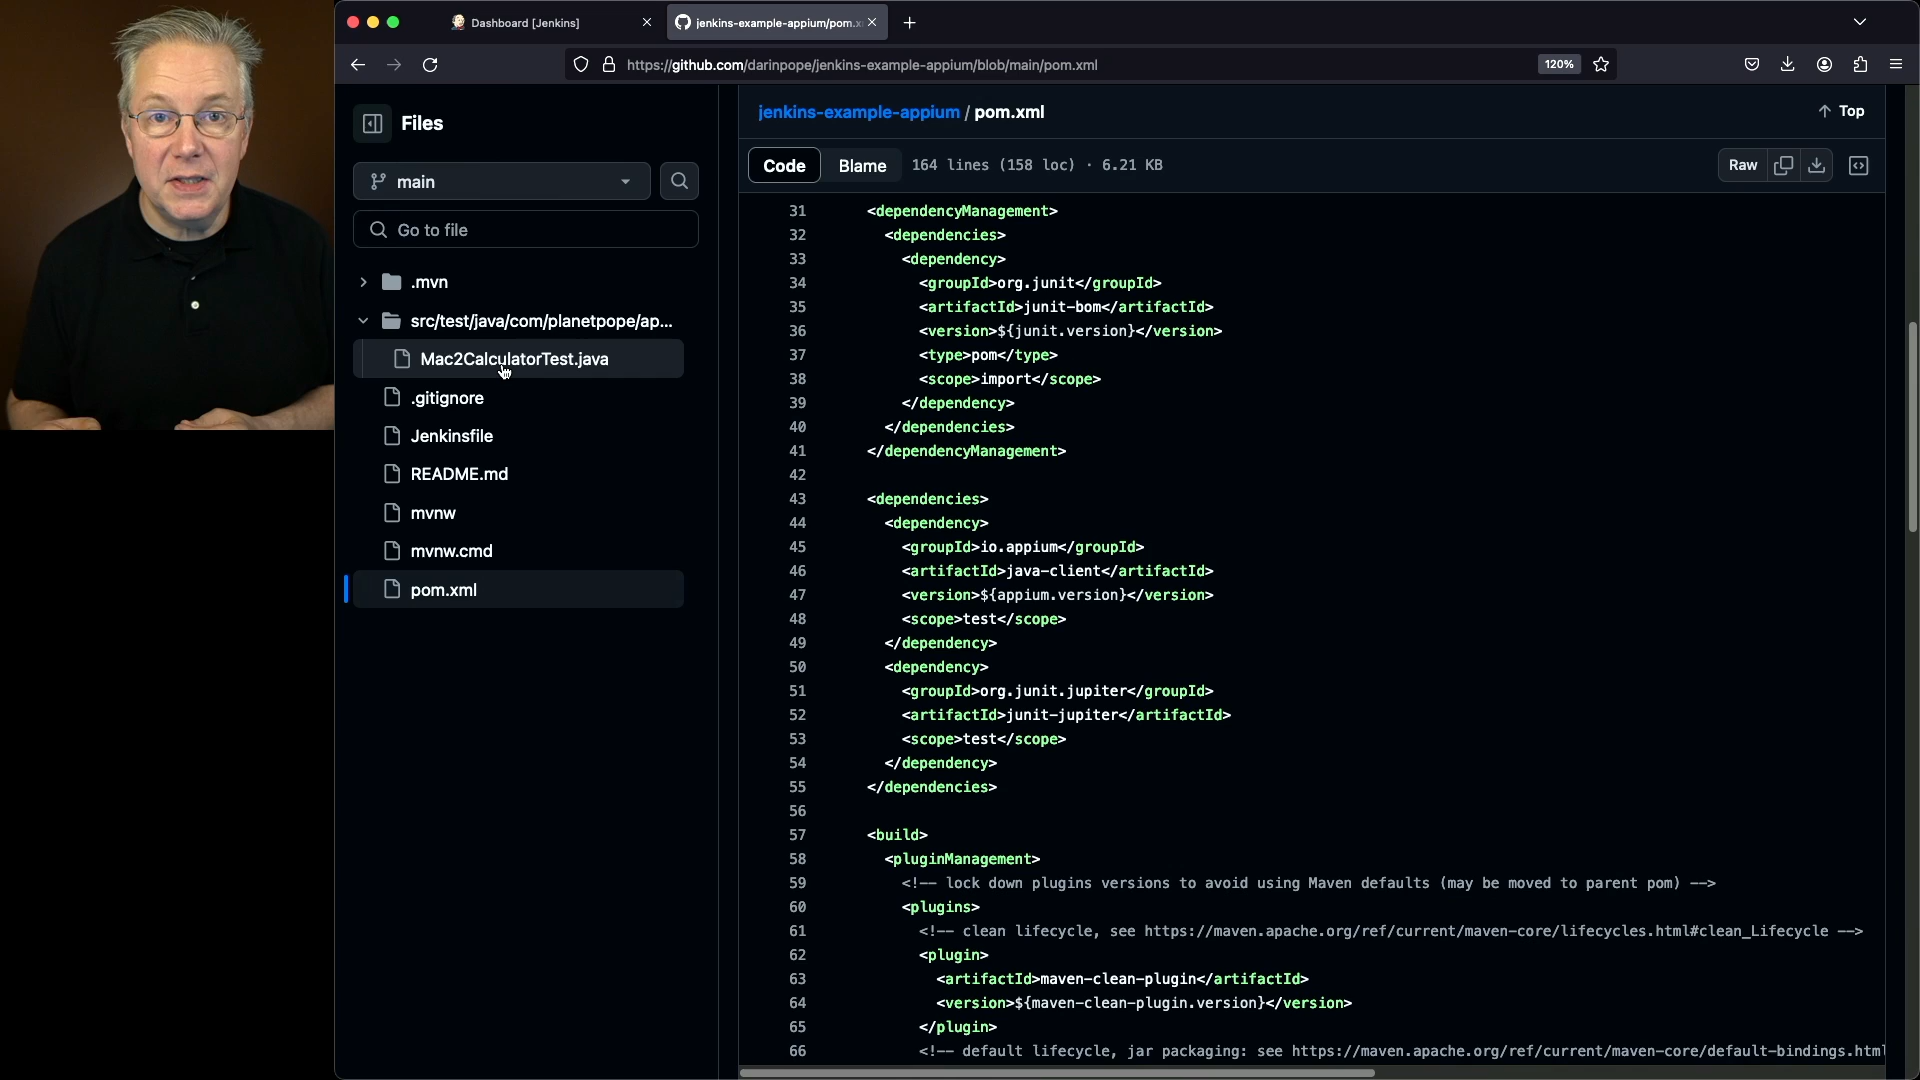 Dashboard [Jenkins]
jenkins-example-appium/pom.x
https://github.com/darinpope/jenkins-example-appium/blob/main/pom.xml
120%
Files
main
Go to file
.mvn
src/test/java/com/planetpope/ap...
Mac2CalculatorTest.java
.gitignore
Jenkinsfile
README.md
mvnw
mvnw.cmd
pom.xml
jenkins-example-appium / pom.xml
Top
Code
Blame
164 lines (158 loc) · 6.21 KB
Raw
31 <dependencyManagement>
32 <dependencies>
33 <dependency>
34 <groupId>org.junit</groupId>
35 <artifactId>junit-bom</artifactId>
36 <version>${junit.version}</version>
37 <type>pom</type>
38 <scope>import</scope>
39 </dependency>
40 </dependencies>
41 </dependencyManagement>
42
43 <dependencies>
44 <dependency>
45 <groupId>io.appium</groupId>
46 <artifactId>java-client</artifactId>
47 <version>${appium.version}</version>
48 <scope>test</scope>
49 </dependency>
50 <dependency>
51 <groupId>org.junit.jupiter</groupId>
52 <artifactId>junit-jupiter</artifactId>
53 <scope>test</scope>
54 </dependency>
55 </dependencies>
56
57 <build>
58 <pluginManagement>
59 <!-- lock down plugins versions to avoid using Maven defaults (may be moved to parent pom) -->
60 <plugins>
61 <!-- clean lifecycle, see https://maven.apache.org/ref/current/maven-core/lifecycles.html#clean_Lifecycle -->
62 <plugin>
63 <artifactId>maven-clean-plugin</artifactId>
64 <version>${maven-clean-plugin.version}</version>
65 </plugin>
66 <!-- default lifecycle, jar packaging: see https://maven.apache.org/ref/current/maven-core/default-bindings.html